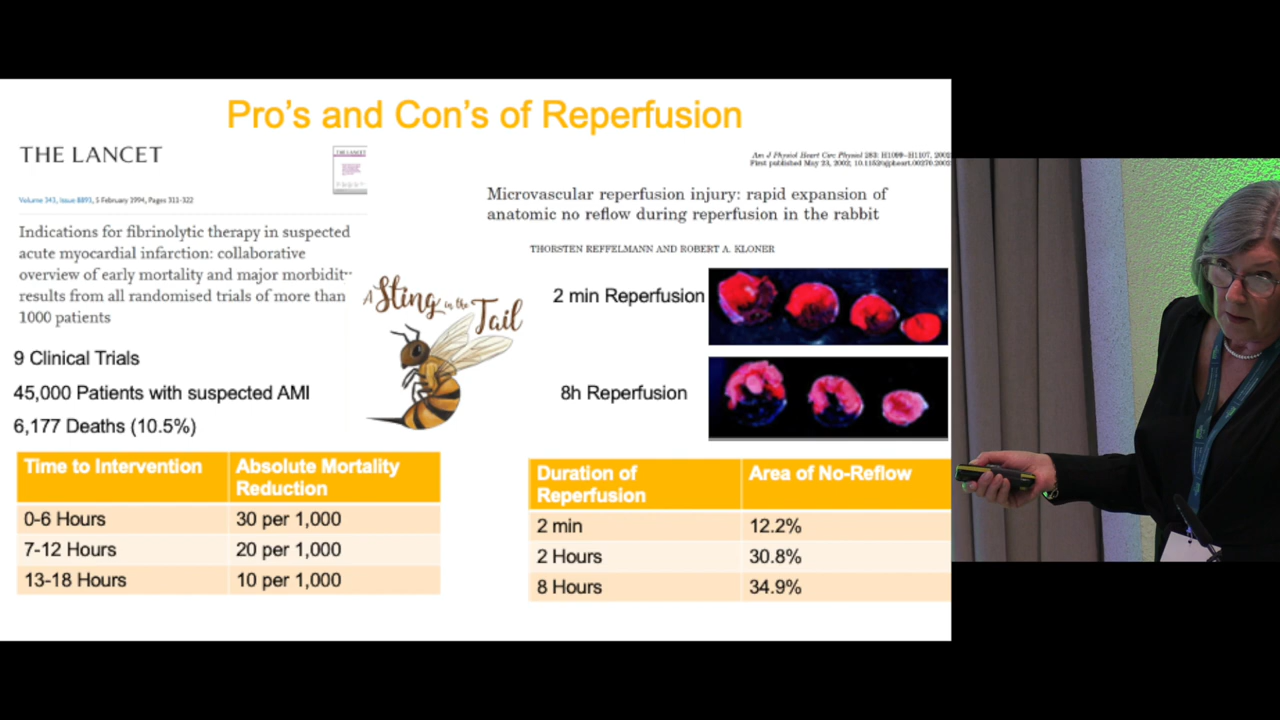 Pro's and Con's of Reperfusion
THE LANCET
THE LANCET
Volume 343, Issue 8893, 5 February 1994, Pages 311-322
Indications for fibrinolytic therapy in suspected
acute myocardial infarction: collaborative
overview of early mortality and major morbidity
results from all randomised trials of more than
1000 patients
9 Clinical Trials
45,000 Patients with suspected AMI
6,177 Deaths (10.5%)
Time to Intervention Absolute Mortality
Reduction
0-6 Hours 30 per 1,000
7-12 Hours 20 per 1,000
13-18 Hours 10 per 1,000
A Sting in the
Tail
Am J Physiol Heart Circ Physiol 283: H1099–H1107, 2002
First published May 23, 2002; 10.1152/ajpheart.00270.2002
Microvascular reperfusion injury: rapid expansion of
anatomic no reflow during reperfusion in the rabbit
THORSTEN REFFELMANN AND ROBERT A. KLONER
2 min Reperfusion
8h Reperfusion
Duration of
Reperfusion Area of No-Reflow
2 min 12.2%
2 Hours 30.8%
8 Hours 34.9%